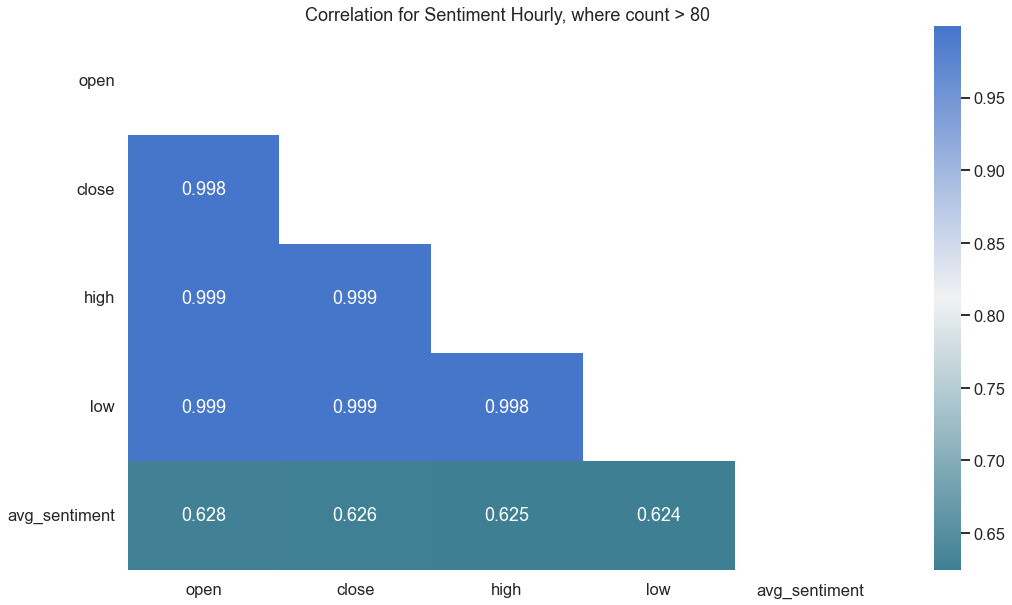 Correlation for Sentiment Hourly, where count > 80
open
close
0.998
high
0.999 0.999
low
0.999 0.999 0.998
avg_sentiment
0.628 0.626 0.625 0.624
open close high low avg_sentiment
0.95
0.90
0.85
0.80
0.75
0.70
0.65